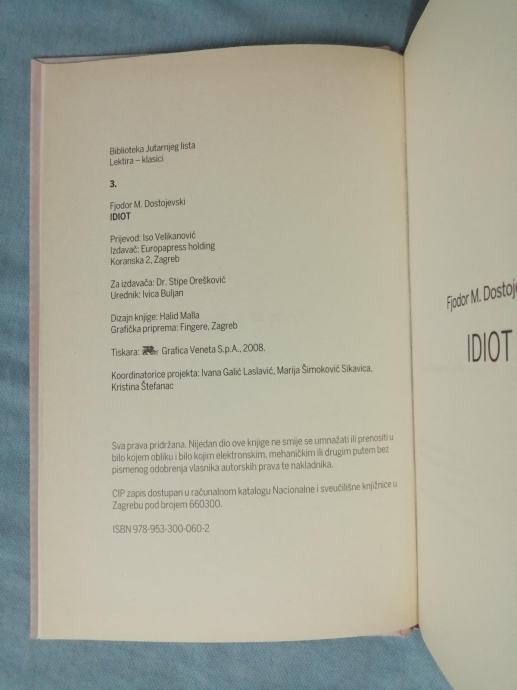 Biblioteka Jutarnjeg lista
Lektira – klasici
3.
Fjodor M. Dostojevski
IDIOT
Prijevod: Iso Velikanović
Izdavač: Europapress holding
Koranska 2, Zagreb
Za izdavača: Dr. Stipe Orešković
Urednik: Ivica Buljan
Dizajn knjige: Halid Malla
Grafička priprema: Fingere, Zagreb
Tiskara: Grafica Veneta S.p.A., 2008.
Koordinatorice projekta: Ivana Galić Laslavić, Marija Šimoković Sikavica,
Kristina Štefanac
Sva prava pridržana. Nijedan dio ove knjige ne smije se umnažati ili prenositi u
bilo kojem obliku i bilo kojim elektronskim, mehaničkim ili drugim putem bez
pismenog odobrenja vlasnika autorskih prava te nakladnika.
CIP zapis dostupan u računalnom katalogu Nacionalne i sveučilišne knjižnice u
Zagrebu pod brojem 660300.
ISBN 978-953-300-060-2
Fjodor M. Dostoje
IDIOT